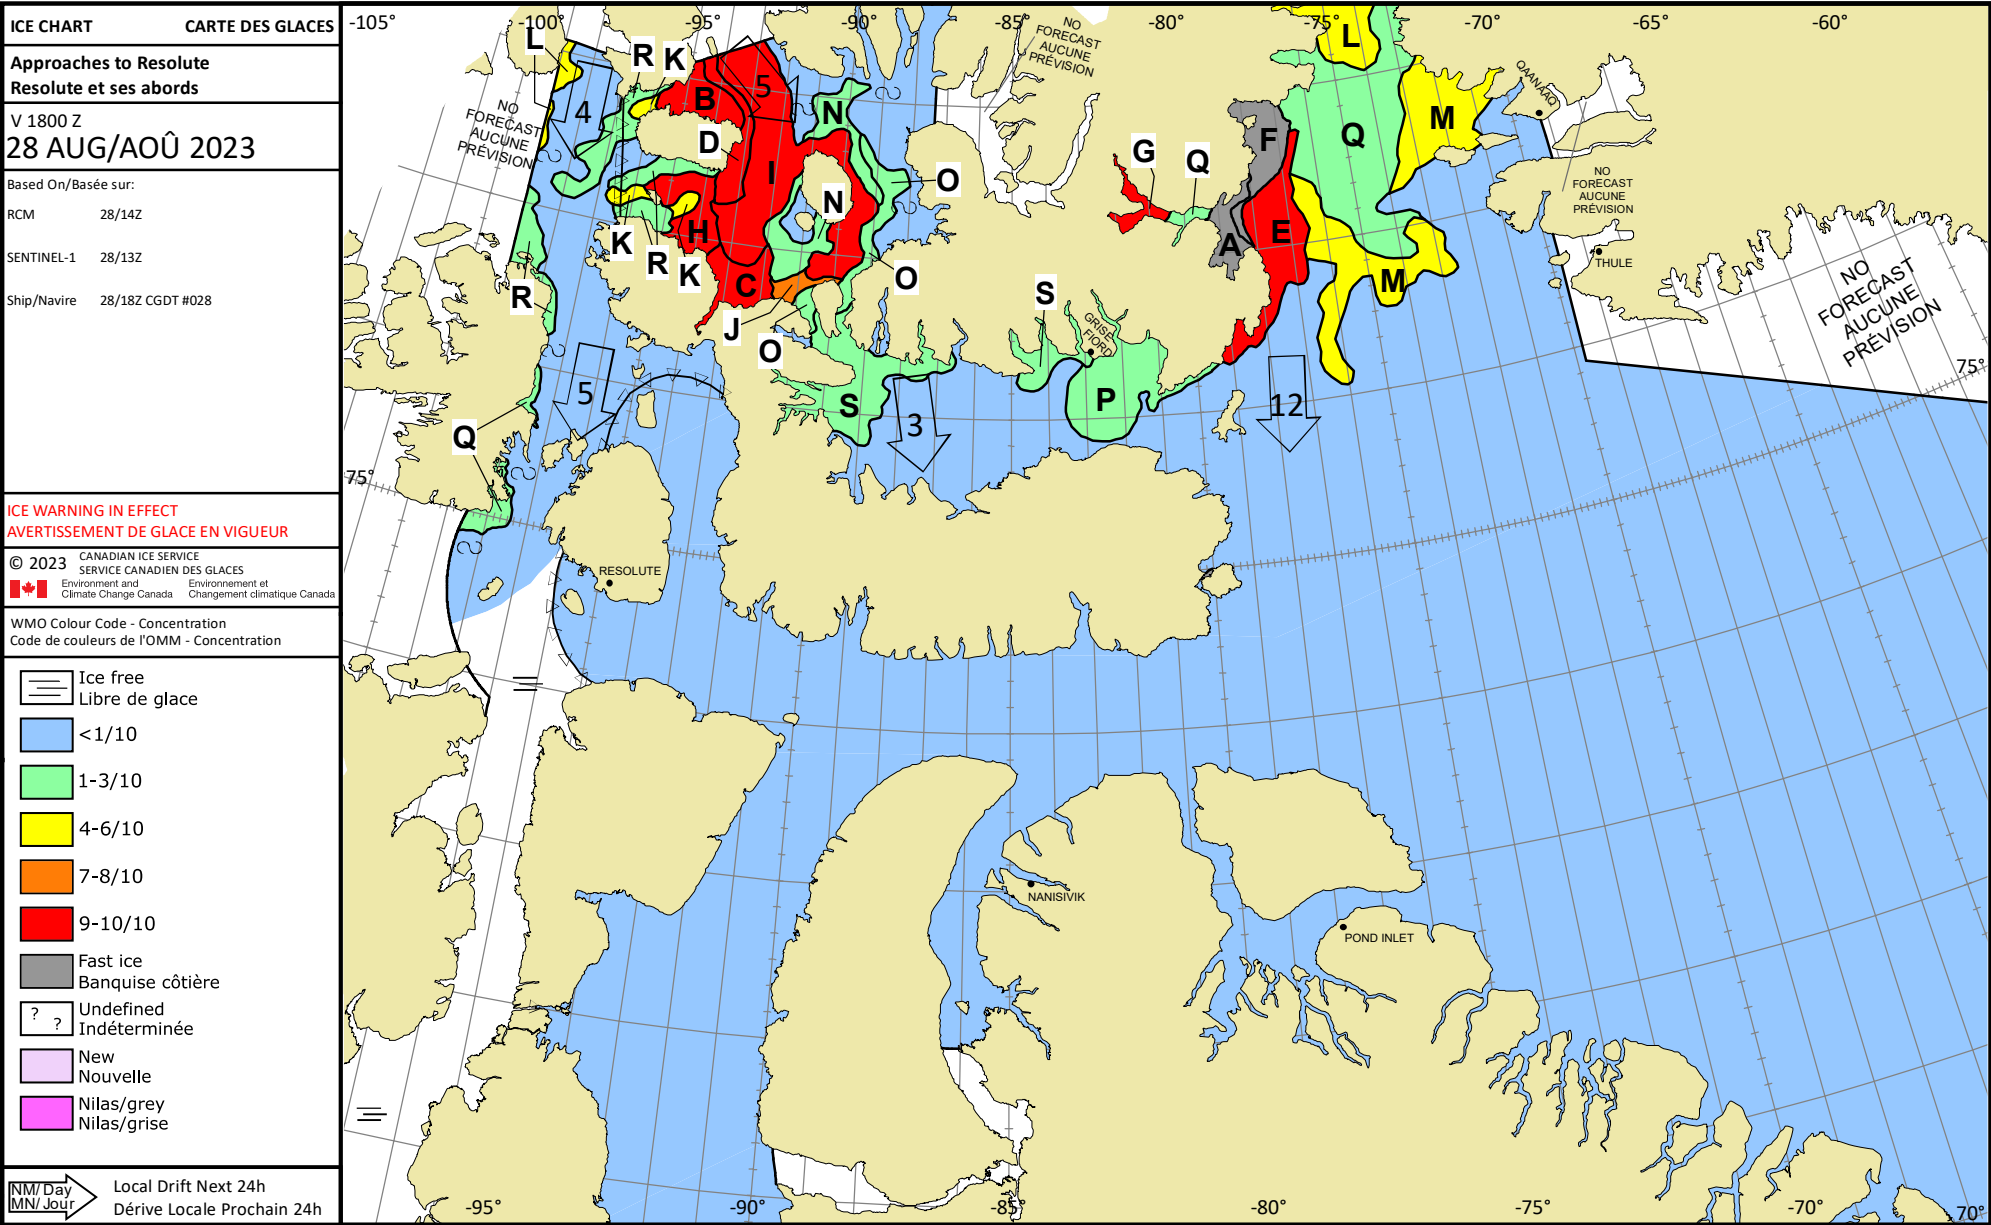 ICE CHART CARTE DES GLACES
Approaches to Resolute
Resolute et ses abords
V 1800 Z
28 AUG/AOÛ 2023
Based On/Basée sur:
RCM 28/14Z
SENTINEL-1 28/13Z
Ship/Navire 28/18Z CGDT #028
ICE WARNING IN EFFECT
AVERTISSEMENT DE GLACE EN VIGUEUR
© 2023 CANADIAN ICE SERVICE
SERVICE CANADIEN DES GLACES
Environment and Environnement et
Climate Change Canada Changement climatique Canada
WMO Colour Code - Concentration
Code de couleurs de l'OMM - Concentration
Ice free
Libre de glace
<1/10
1-3/10
4-6/10
7-8/10
9-10/10
Fast ice
Banquise côtière
? ?
Undefined
Indéterminée
New
Nouvelle
Nilas/grey
Nilas/grise
NM/Day
MN/Jour
Local Drift Next 24h
Dérive Locale Prochain 24h
-105° -100° -95° -90° -85° -80° -75° -70° -65° -60°
L
R K
L
5
4
B
N
NO
FORECAST
AUCUNE
PRÉVISION
NO
FORECAST
AUCUNE
PRÉVISION
QAANAAQ
M
D
F
Q
I
G Q
O
N
NO
FORECAST
AUCUNE
PRÉVISION
K
H
R
K
A
E
THULE
M
O
C
R
J
S
O
GRISE
FIORD
NO
FORECAST
AUCUNE
PRÉVISION
75°
5
S
3
P
12
Q
75°
RESOLUTE
NANISIVIK
POND INLET
-95° -90° -85° -80° -75° -70° 70°